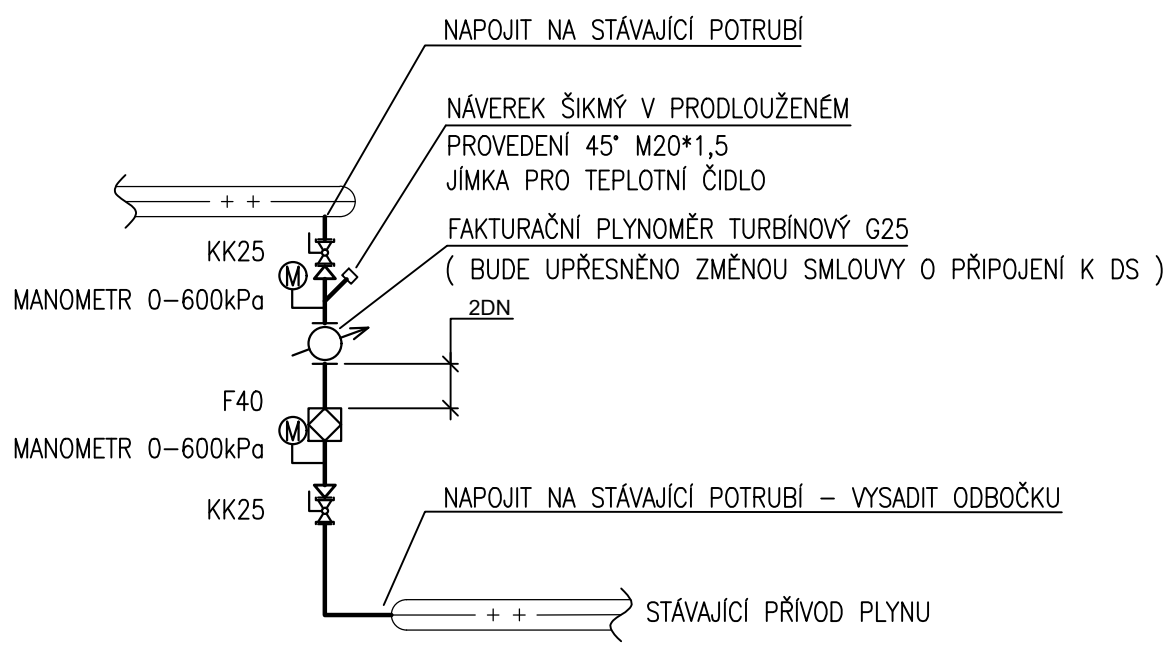 NAPOJIT NA STÁVAJÍCÍ POTRUBÍ
NÁVEREK ŠIKMÝ V PRODLOUŽENÉM
PROVEDENÍ 45° M20*1,5
JÍMKA PRO TEPLOTNÍ ČIDLO
+ +
KK25
FAKTURAČNÍ PLYNOMĚR TURBÍNOVÝ G25
( BUDE UPŘESNĚNO ZMĚNOU SMLOUVY O PŘIPOJENÍ K DS )
M
MANOMETR 0-600kPa
2DN
F40
M
MANOMETR 0-600kPa
KK25
NAPOJIT NA STÁVAJÍCÍ POTRUBÍ - VYSADIT ODBOČKU
+ +
STÁVAJÍCÍ PŘÍVOD PLYNU